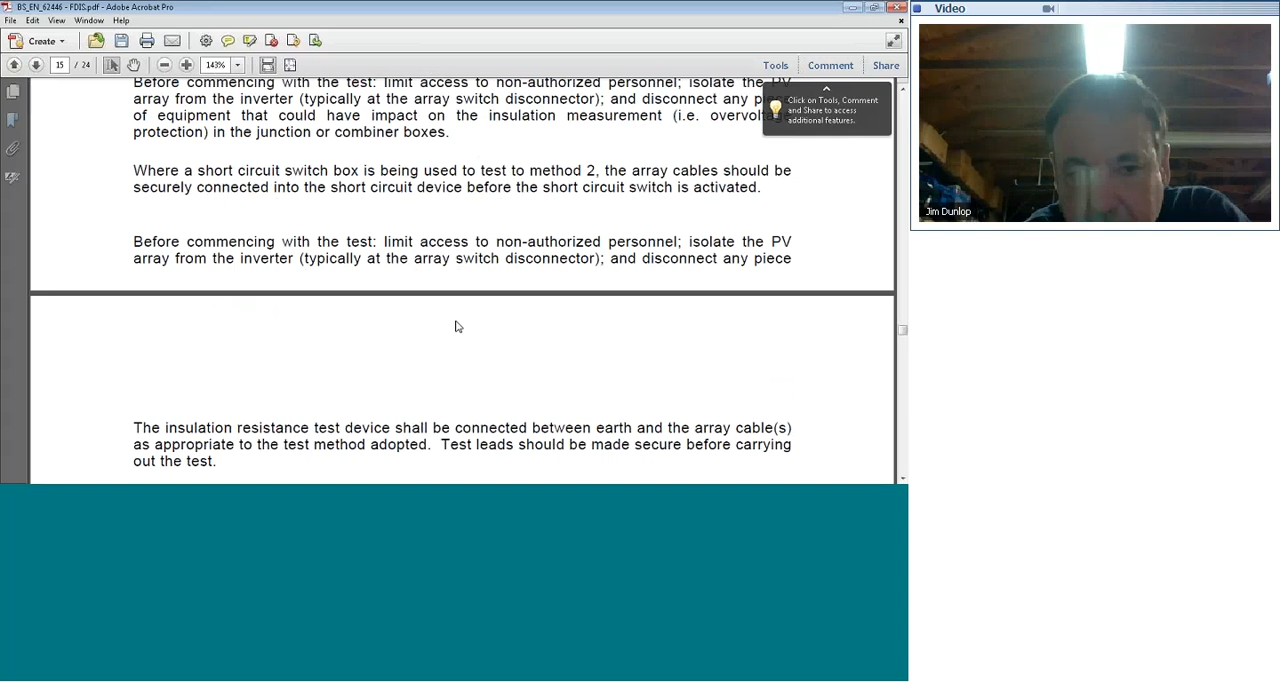 BS_EN_62446 - FDIS.pdf - Adobe Acrobat Pro
File Edit View Window Help
Create
15 / 24 143% Tools Comment Share
Before commencing with the test: limit access to non-authorized personnel; isolate the PV
array from the inverter (typically at the array switch disconnector); and disconnect any piece
of equipment that could have impact on the insulation measurement (i.e. overvoltage
protection) in the junction or combiner boxes.
Click on Tools, Comment
and Share to access
additional features.
Where a short circuit switch box is being used to test to method 2, the array cables should be
securely connected into the short circuit device before the short circuit switch is activated.
Before commencing with the test: limit access to non-authorized personnel; isolate the PV
array from the inverter (typically at the array switch disconnector); and disconnect any piece
The insulation resistance test device shall be connected between earth and the array cable(s)
as appropriate to the test method adopted. Test leads should be made secure before carrying
out the test.
Video
Jim Dunlop